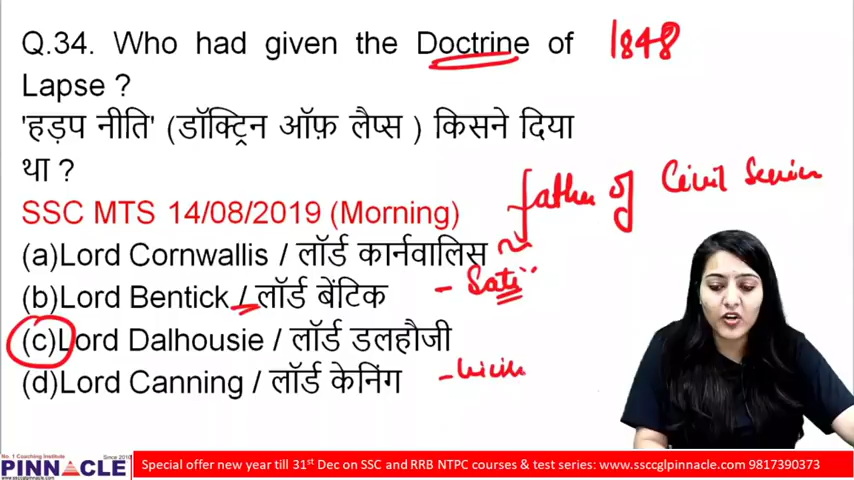 Q.34. Who had given the Doctrine of
Lapse ?
1848
'हड़प नीति' (डॉक्ट्रिन ऑफ़ लैप्स ) किसने दिया
था ?
father of Civil Service
SSC MTS 14/08/2019 (Morning)
(a)Lord Cornwallis / लॉर्ड कार्नवालिस
(b)Lord Bentick / लॉर्ड बेंटिक - Sati
(c)Lord Dalhousie / लॉर्ड डलहौजी
(d)Lord Canning / लॉर्ड केनिंग
No. 1 Coaching Institute Since 2010
PINNACLE
Special offer new year till 31st Dec on SSC and RRB NTPC courses & test series: www.ssccglpinnacle.com 9817390373